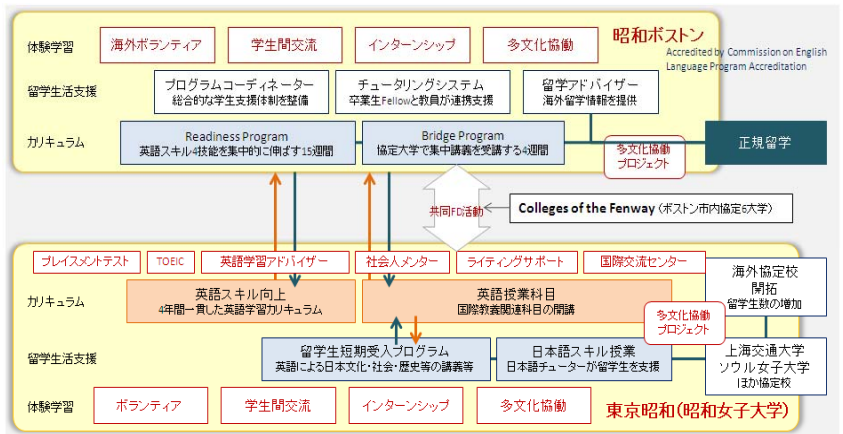 体験学習
海外ボランティア
学生間交流
インターンシップ
多文化協働
昭和ボストン
Accredited by Commission on English
Language Program Accreditation
留学生活支援
プログラムコーディネーター
総合的な学生支援体制を整備
チュータリングシステム
卒業生Fellowと教員が連携支援
留学アドバイザー
海外留学情報を提供
カリキュラム
Readiness Program
英語スキル4技能を集中的に伸ばす15週間
Bridge Program
協定大学で集中講義を受講する4週間
多文化協働
プロジェクト
正規留学
共同FD活動
Colleges of the Fenway（ボストン市内協定6大学）
プレイスメントテスト
TOEIC
英語学習アドバイザー
社会人メンター
ライティングサポート
国際交流センター
海外協定校
開拓
留学生数の増加
カリキュラム
英語スキル向上
4年間一貫した英語学習カリキュラム
英語授業科目
国際教養関連科目の開講
多文化協働
プロジェクト
留学生活支援
留学生短期受入プログラム
英語による日本文化・社会・歴史等の講義等
日本語スキル授業
日本語チューターが留学生を支援
上海交通大学
ソウル女子大学
ほか協定校
体験学習
ボランティア
学生間交流
インターンシップ
多文化協働
東京昭和(昭和女子大学)